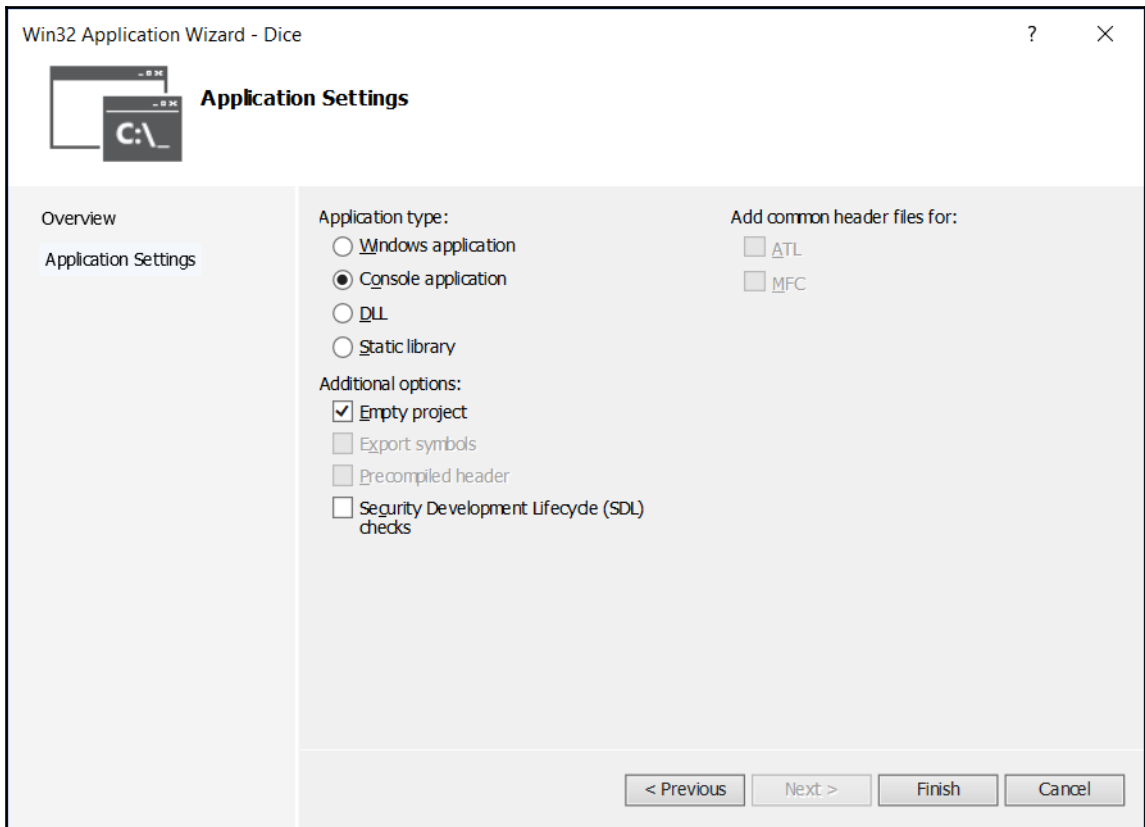 Win32 Application Wizard - Dice
?
C:\_
Application Settings
Overview
Application Settings
Application type:
Windows application
Console application
DLL
Static library
Additional options:
Empty project
Export symbols
Precompiled header
Security Development Lifecycle (SDL)
checks
Add common header files for:
ATL
MFC
< Previous
Next >
Finish
Cancel